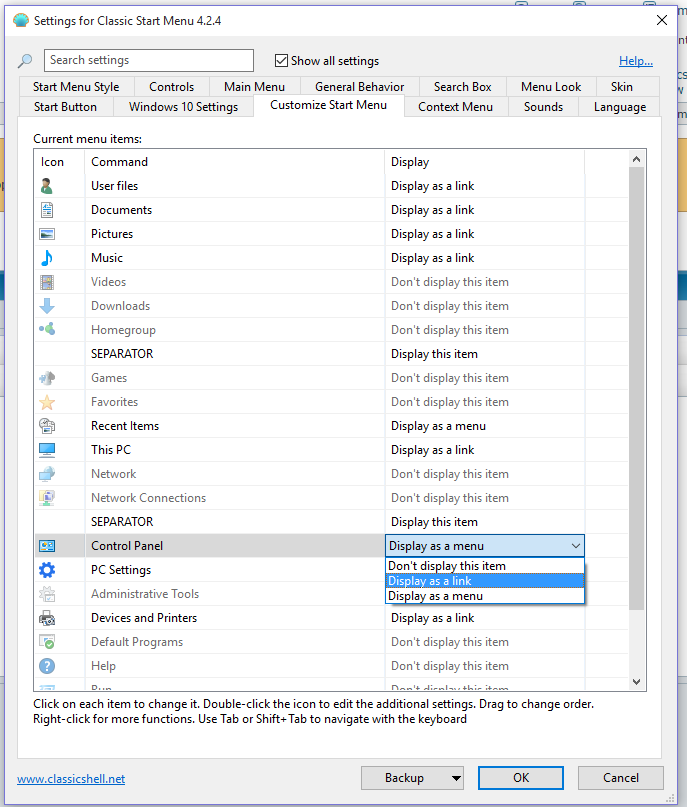 Settings for Classic Start Menu 4.2.4
Search settings
Show all settings
Help...
Start Menu Style Controls Main Menu General Behavior Search Box Menu Look Skin
Start Button Windows 10 Settings Customize Start Menu Context Menu Sounds Language
Current menu items:
Icon Command Display
User files Display as a link
Documents Display as a link
Pictures Display as a link
Music Display as a link
Videos Don't display this item
Downloads Don't display this item
Homegroup Don't display this item
SEPARATOR Display this item
Games Don't display this item
Favorites Don't display this item
Recent Items Display as a menu
This PC Display as a link
Network Don't display this item
Network Connections Don't display this item
SEPARATOR Display this item
Control Panel Display as a menu
Don't display this item
PC Settings
Display as a link
Administrative Tools Display as a menu
Devices and Printers Display as a link
Default Programs Don't display this item
Help Don't display this item
Run Don't display this item
Click on each item to change it. Double-click the icon to edit the additional settings. Drag to change order.
Right-click for more functions. Use Tab or Shift+Tab to navigate with the keyboard
www.classicshell.net
Backup OK Cancel